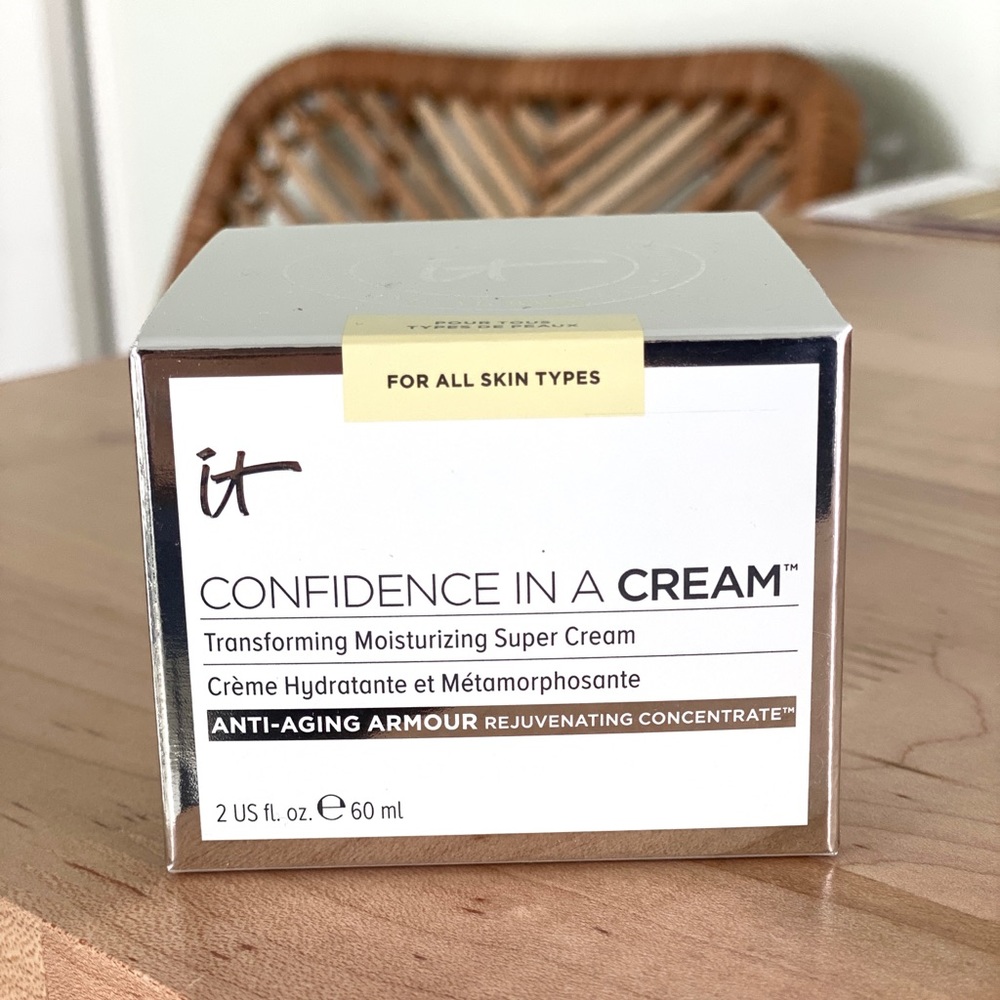 POUR TOUS
TYPES DE PEAUX
FOR ALL SKIN TYPES
it
CONFIDENCE IN A CREAM™
Transforming Moisturizing Super Cream
Crème Hydratante et Métamorphosante
ANTI-AGING ARMOUR REJUVENATING CONCENTRATE™
2 US fl. oz. ℮ 60 ml